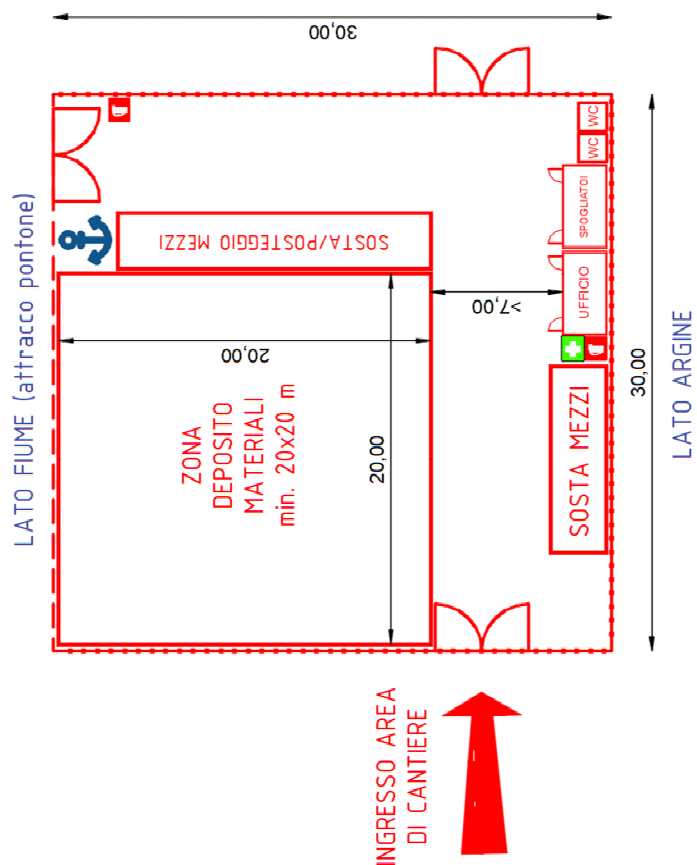 30,00
LATO FIUME (attracco pontone)
SOSTA/POSTEGGIO MEZZI
WC
WC
SPOGLIATOI
UFFICIO
>7,00
20,00
ZONA
DEPOSITO
MATERIALI
min. 20x20 m
20,00
SOSTA MEZZI
30,00
LATO ARGINE
INGRESSO AREA
DI CANTIERE